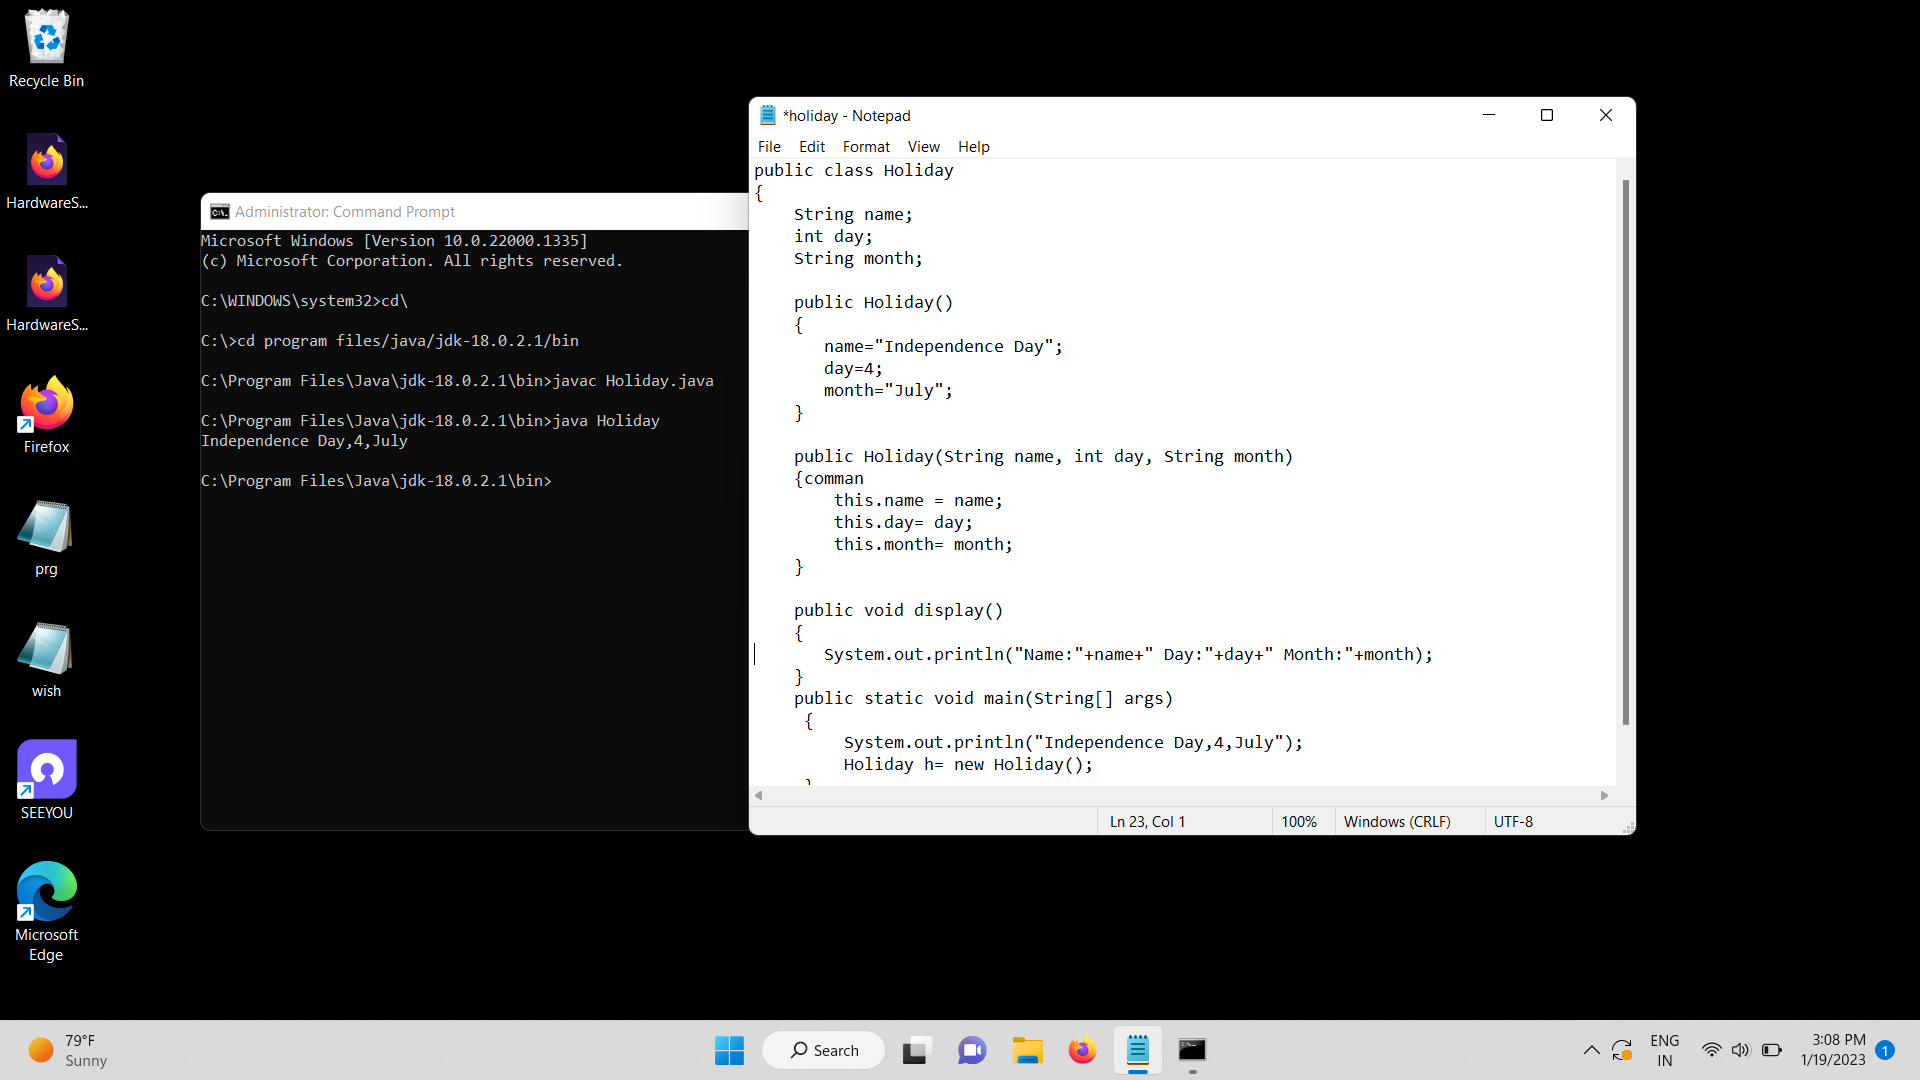 Recycle Bin
HardwareS...
HardwareS...
Firefox
prg
wish
SEEYOU
Microsoft
Edge
Administrator: Command Prompt
Microsoft Windows [Version 10.0.22000.1335]
(c) Microsoft Corporation. All rights reserved.
C:\WINDOWS\system32>cd\
C:\>cd program files/java/jdk-18.0.2.1/bin
C:\Program Files\Java\jdk-18.0.2.1\bin>javac Holiday.java
C:\Program Files\Java\jdk-18.0.2.1\bin>java Holiday
Independence Day,4,July
C:\Program Files\Java\jdk-18.0.2.1\bin>
*holiday - Notepad
File Edit Format View Help
public class Holiday
{
    String name;
    int day;
    String month;
    public Holiday()
    {
       name="Independence Day";
       day=4;
       month="July";
    }
    public Holiday(String name, int day, String month)
    {comman
        this.name = name;
        this.day= day;
        this.month= month;
    }
    public void display()
    {
       System.out.println("Name:"+name+" Day:"+day+" Month:"+month);
    }
    public static void main(String[] args)
     {
         System.out.println("Independence Day,4,July");
         Holiday h= new Holiday();
     }
Ln 23, Col 1 100% Windows (CRLF) UTF-8
79°F
Sunny
Search
ENG
IN
3:08 PM
1/19/2023
1